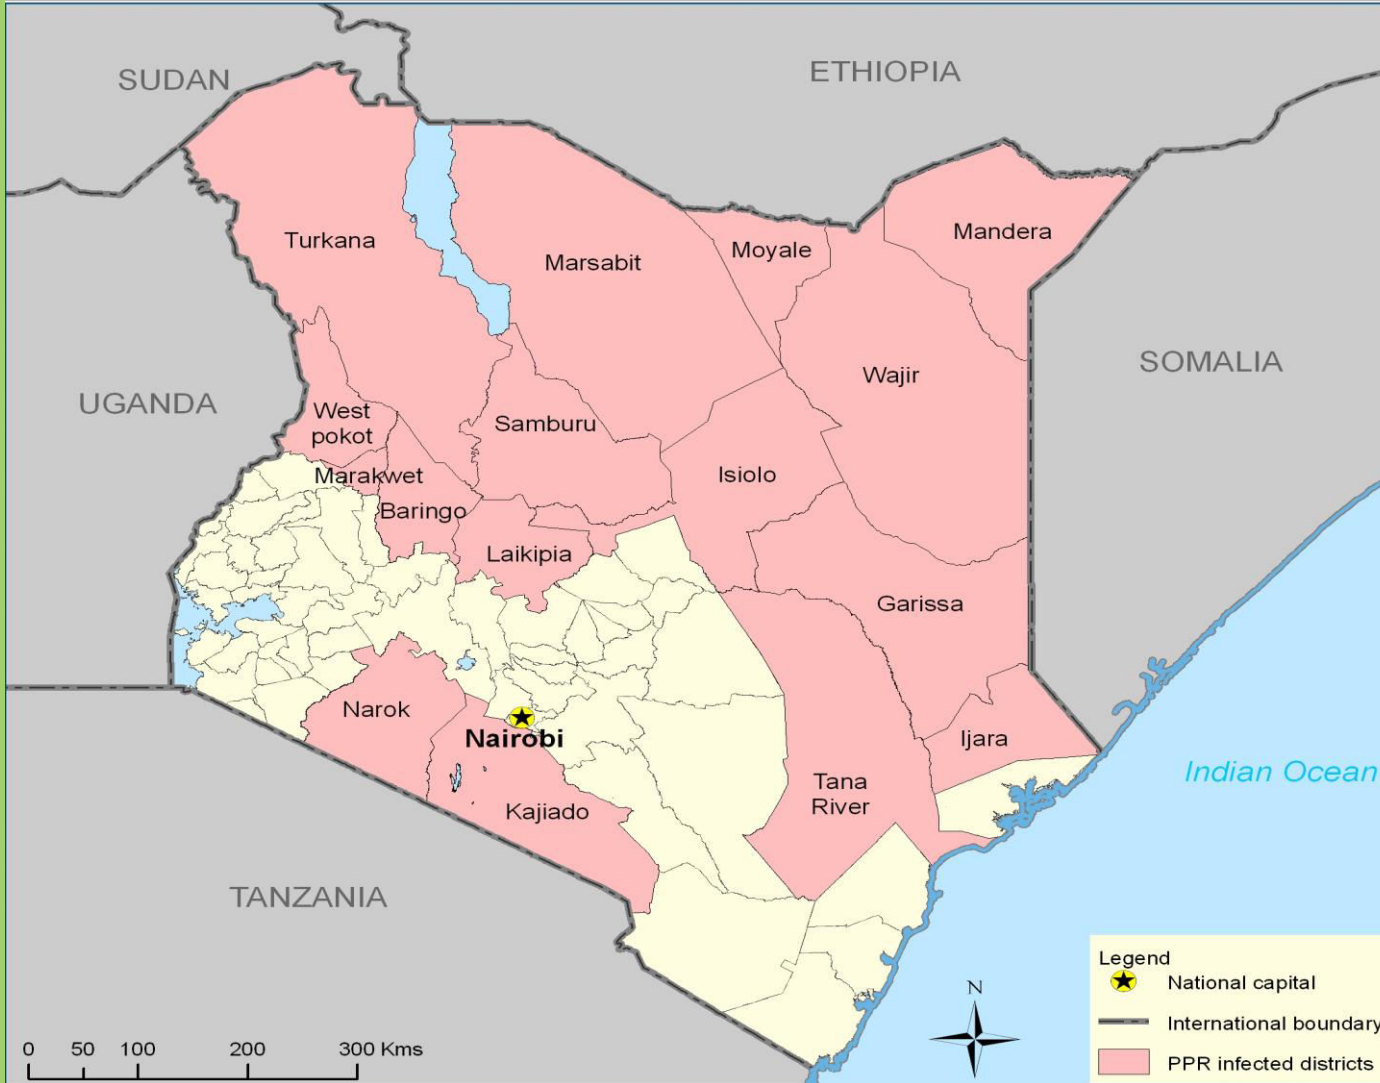 SUDAN
ETHIOPIA
Turkana
Marsabit
Moyale
Mandera
SOMALIA
UGANDA
Wajir
West
pokot
Samburu
Isiolo
Marakwet
Baringo
Laikipia
Garissa
Narok
Nairobi
Ijara
Indian Ocean
Tana
River
Kajiado
TANZANIA
Legend
National capital
N
International boundary
0 50 100 200 300 Kms
PPR infected districts